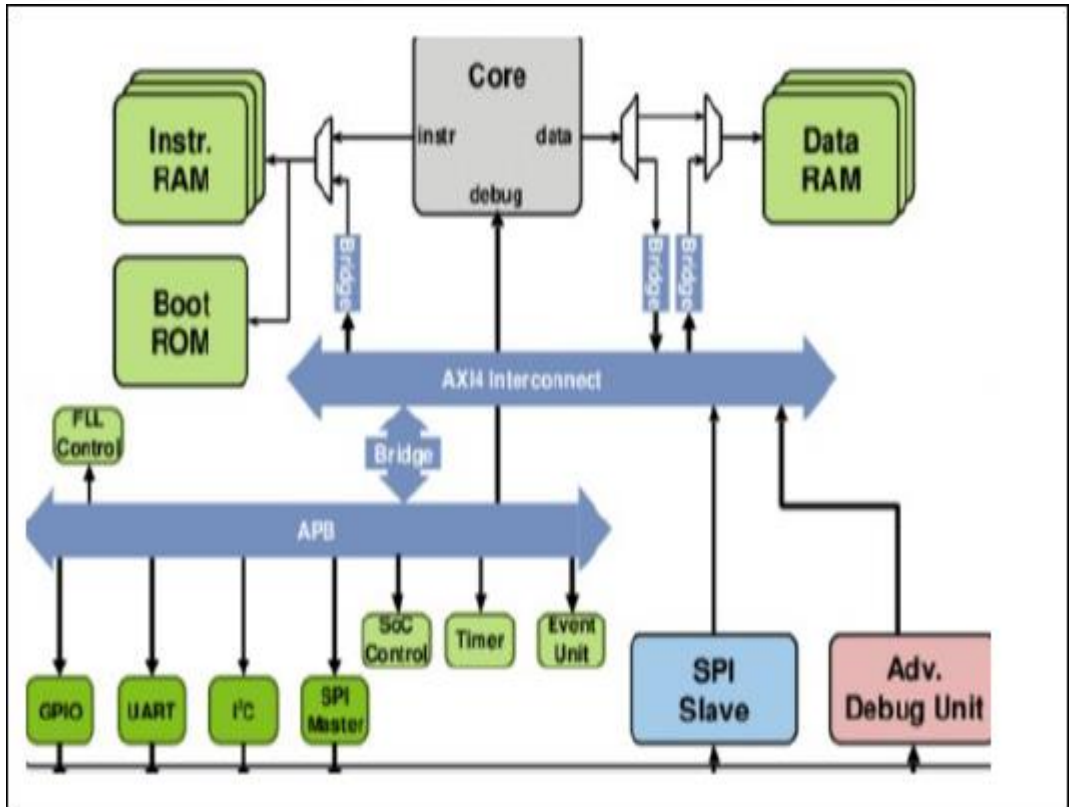 Core
instr
data
debug
Instr.
RAM
Data
RAM
Boot
ROM
Bridge
Bridge
Bridge
AXI4 Interconnect
FLL
Control
Bridge
APB
SoC
Control
Timer
Event
Unit
GPIO
UART
I²C
SPI
Master
SPI
Slave
Adv.
Debug Unit